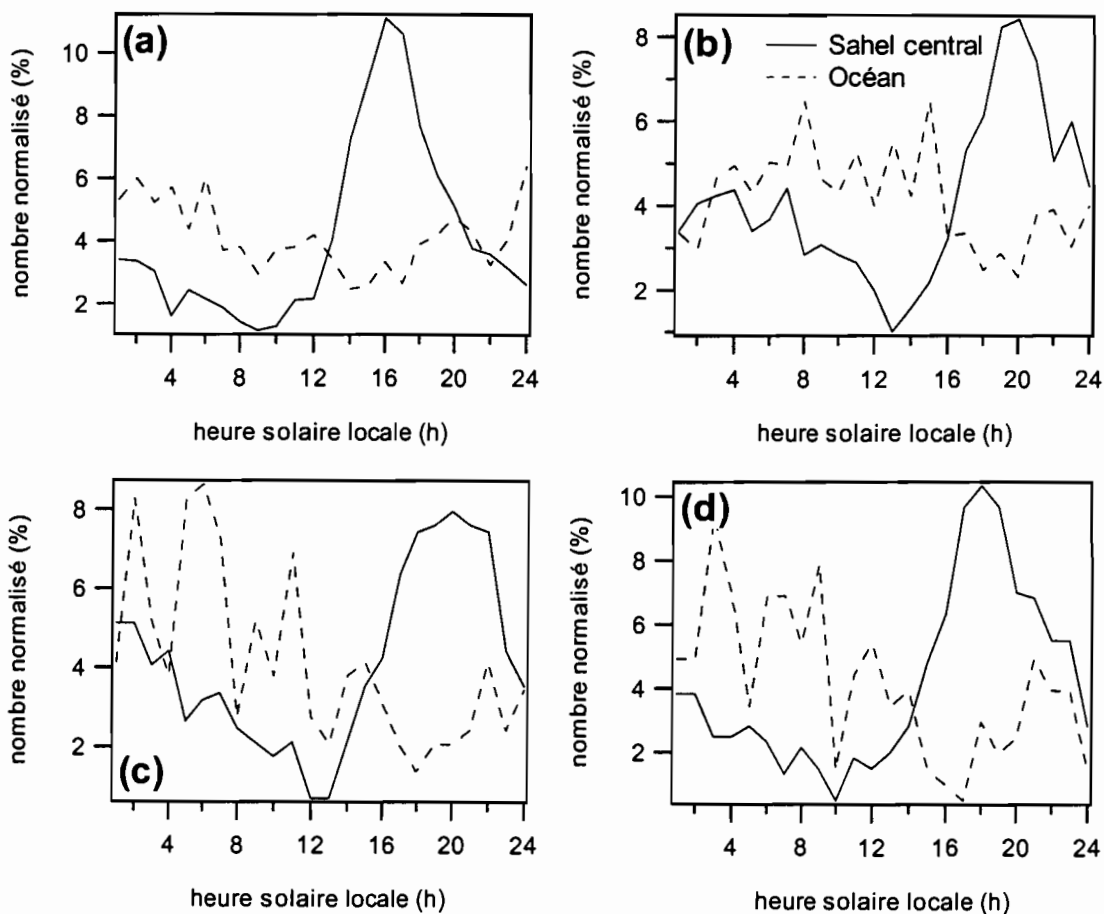 (a)
nombre normalisé (%)
10
8
6
4
2
4 8 12 16 20 24
heure solaire locale (h)
(b)
Sahel central
Océan
nombre normalisé (%)
8
6
4
2
4 8 12 16 20 24
heure solaire locale (h)
(c)
nombre normalisé (%)
8
6
4
2
4 8 12 16 20 24
heure solaire locale (h)
(d)
nombre normalisé (%)
10
8
6
4
2
4 8 12 16 20 24
heure solaire locale (h)